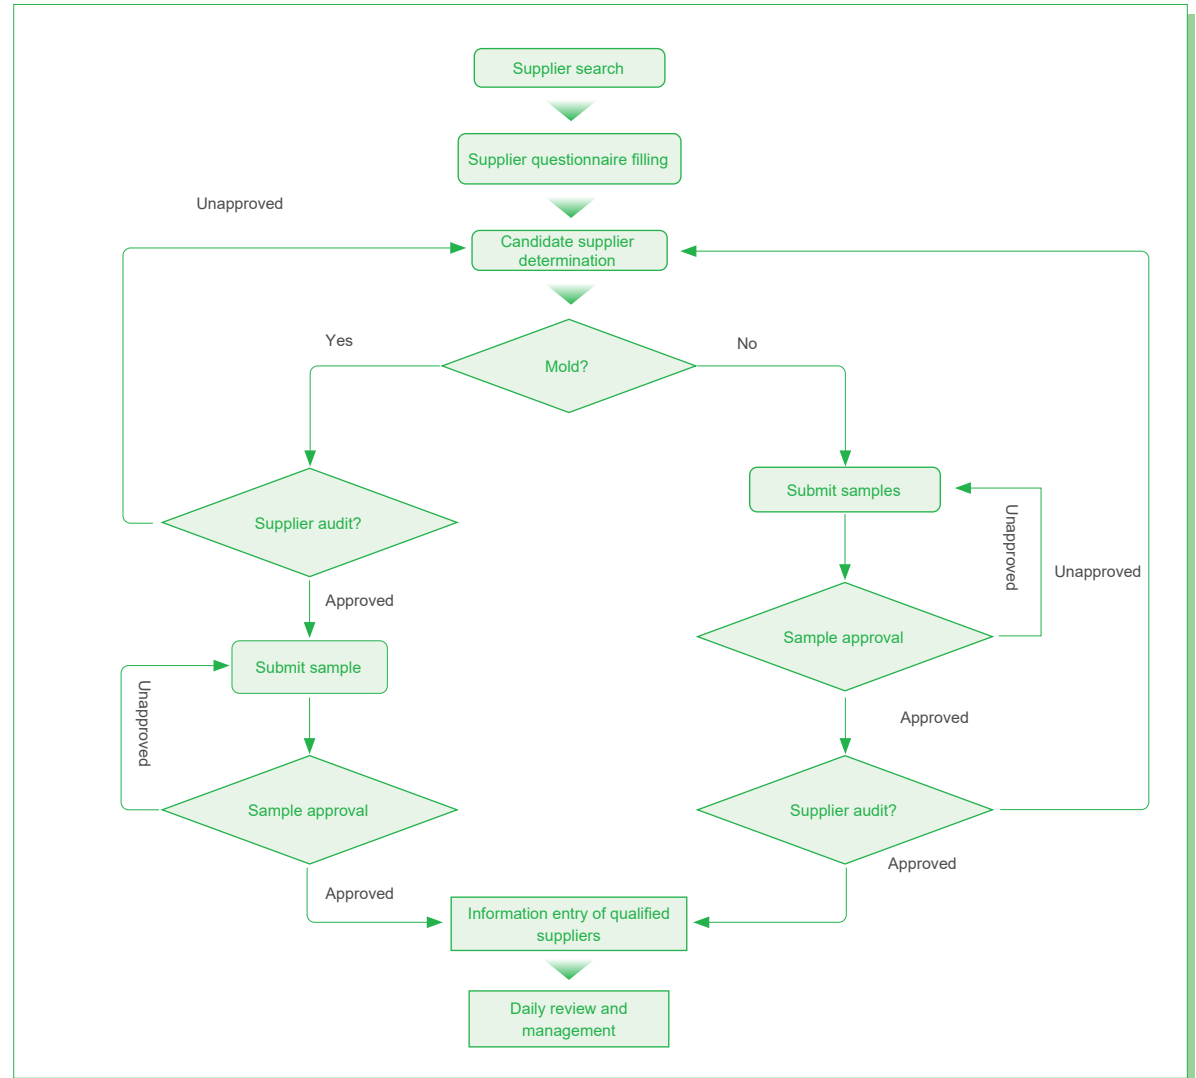 Supplier search
Supplier questionnaire filling
Unapproved
Candidate supplier
determination
Yes
No
Mold?
Submit samples
Supplier audit?
Unapproved
Unapproved
Approved
Sample approval
Submit sample
Unapproved
Approved
Sample approval
Supplier audit?
Approved
Approved
Information entry of qualified
suppliers
Daily review and
management